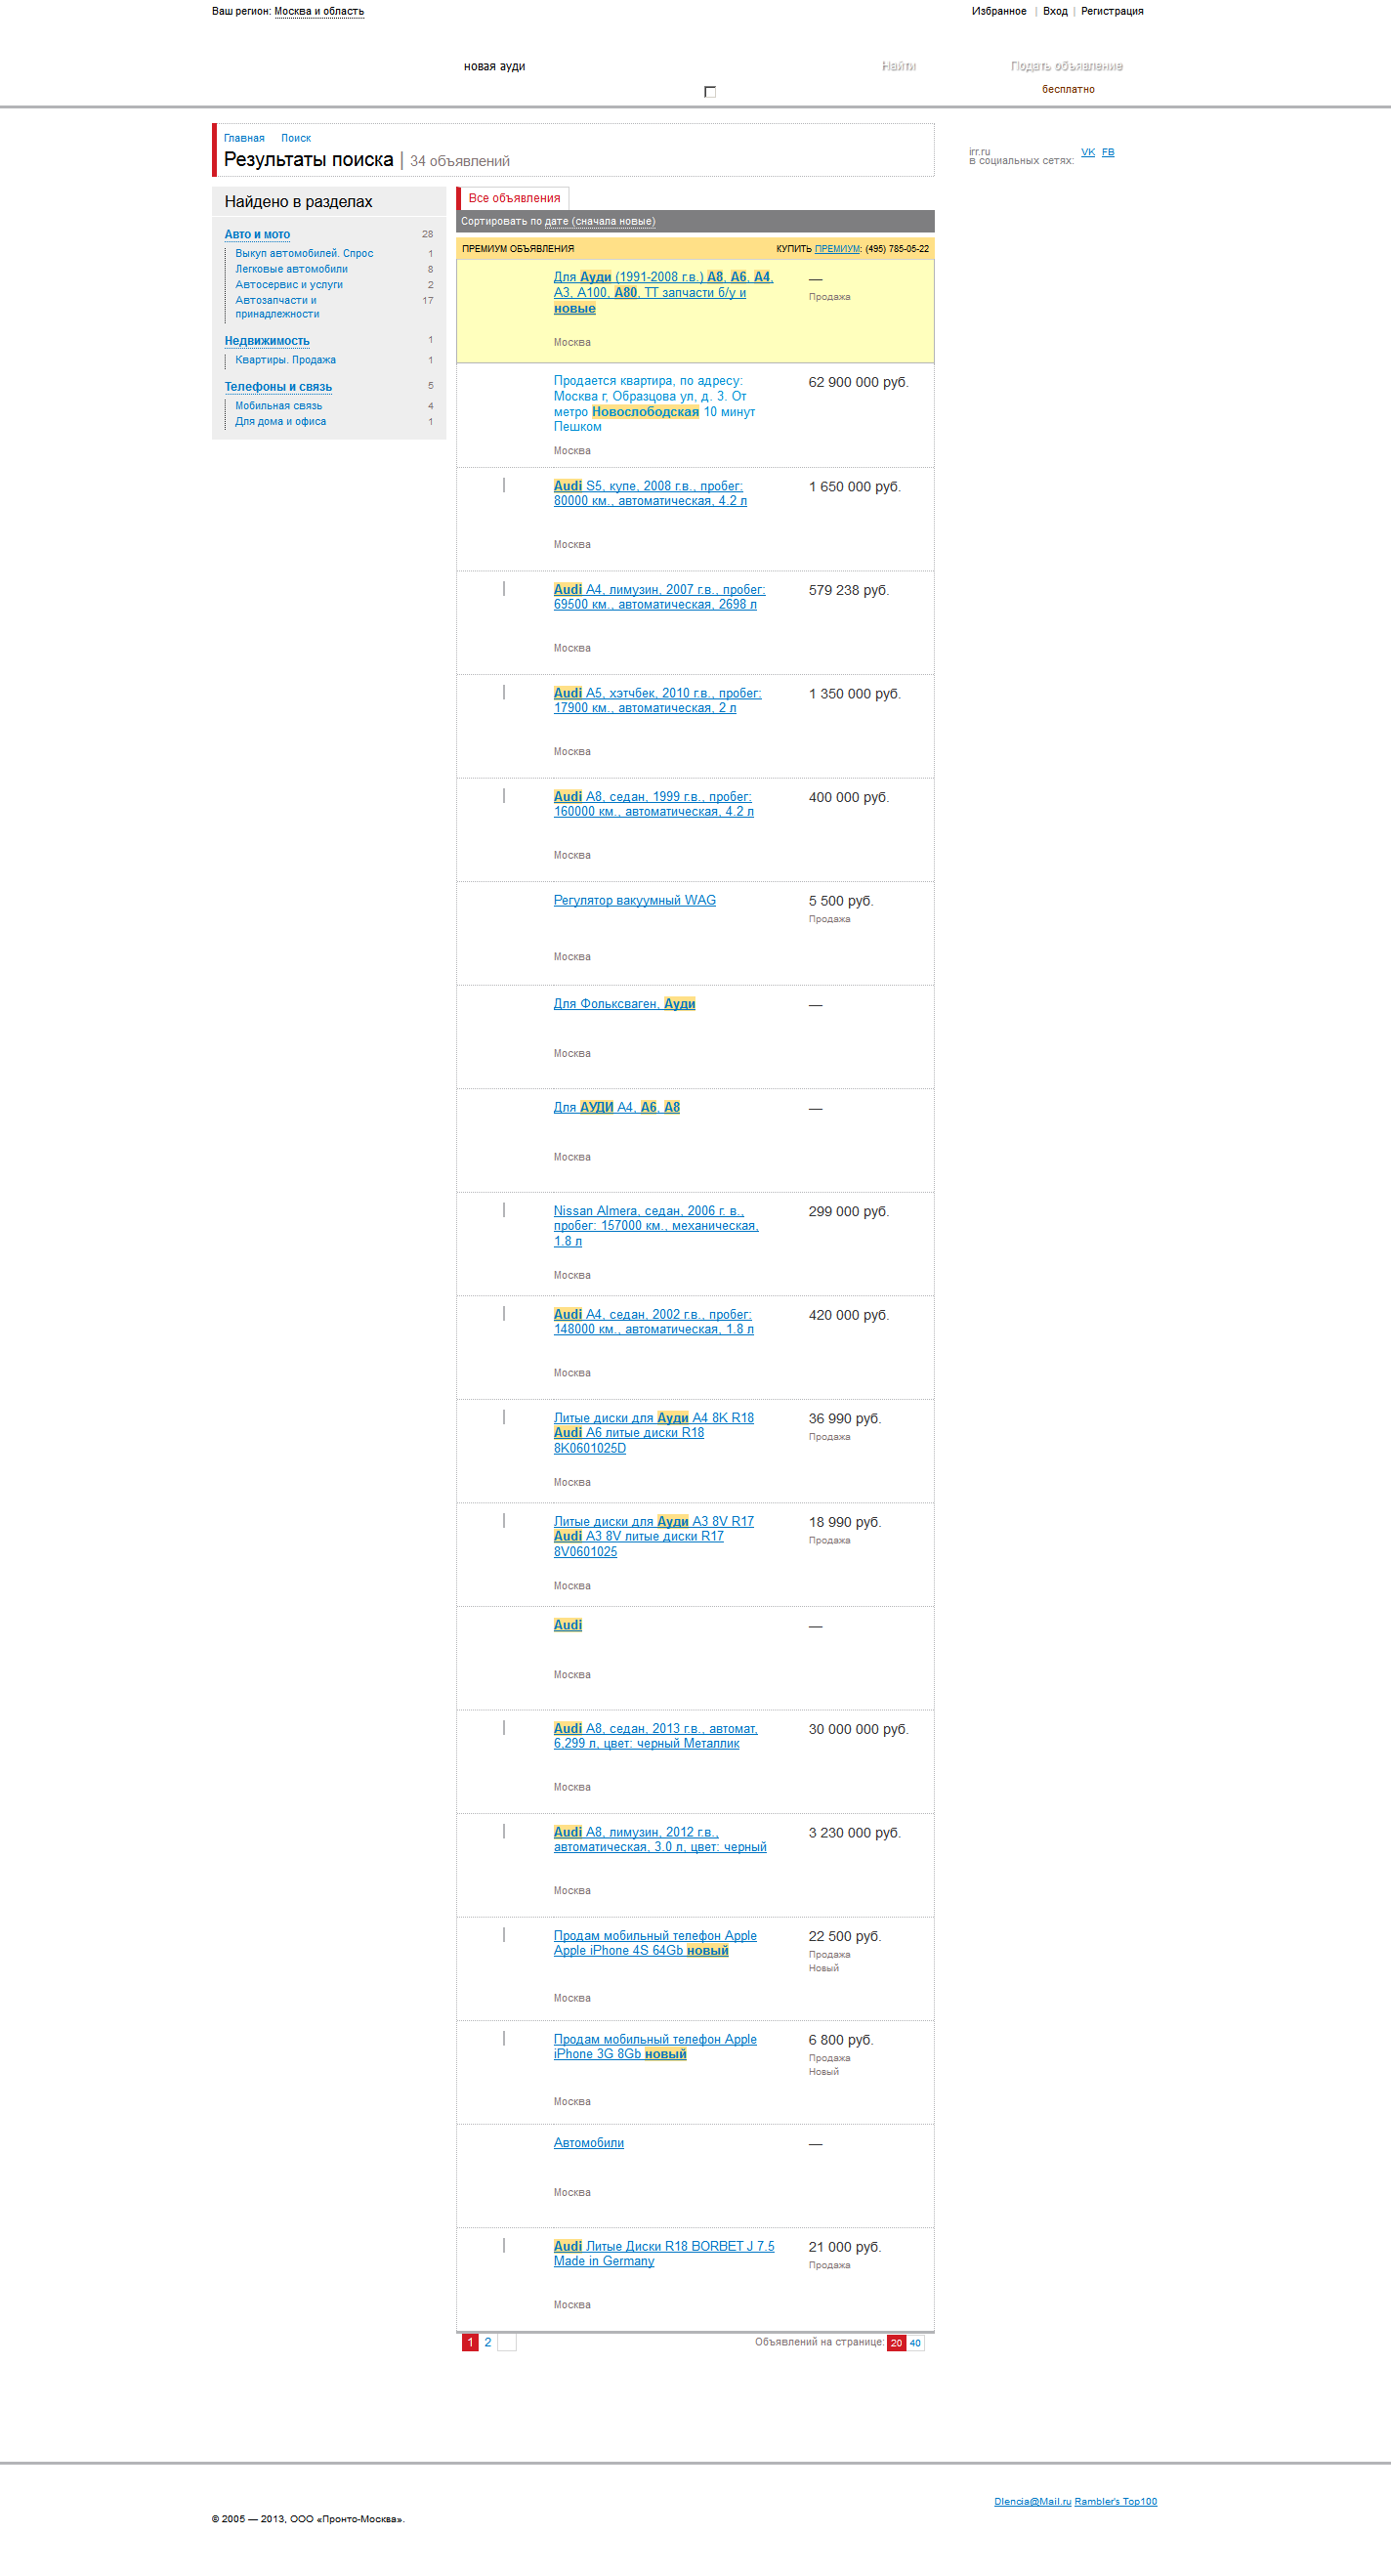 Ваш регион: Москва и область
Избранное | Вход | Регистрация
новая ауди
Найти
Подать объявление
бесплатно
Главная Поиск
Результаты поиска | 34 объявлений
irr.ru
в социальных сетях: VK FB
Найдено в разделах
Авто и мото 28
Выкуп автомобилей. Спрос 1
Легковые автомобили 8
Автосервис и услуги 2
Автозапчасти и 17
принадлежности
Недвижимость 1
Квартиры. Продажа 1
Телефоны и связь 5
Мобильная связь 4
Для дома и офиса 1
Все объявления
Сортировать по дате (сначала новые)
ПРЕМИУМ ОБЪЯВЛЕНИЯ
КУПИТЬ ПРЕМИУМ: (495) 785-05-22
Для Ауди (1991-2008 г.в.) А8, А6, А4,
А3, А100, А80, ТТ запчасти б/у и
новые
—
Продажа
Москва
Продается квартира, по адресу:
Москва г, Образцова ул, д. 3. От
метро Новослободская 10 минут
Пешком
62 900 000 руб.
Москва
Audi S5, купе, 2008 г.в., пробег:
80000 км., автоматическая, 4.2 л
1 650 000 руб.
Москва
Audi A4, лимузин, 2007 г.в., пробег:
69500 км., автоматическая, 2698 л
579 238 руб.
Москва
Audi A5, хэтчбек, 2010 г.в., пробег:
17900 км., автоматическая, 2 л
1 350 000 руб.
Москва
Audi A8, седан, 1999 г.в., пробег:
160000 км., автоматическая, 4.2 л
400 000 руб.
Москва
Регулятор вакуумный WAG
5 500 руб.
Продажа
Москва
Для Фольксваген, Ауди
—
Москва
Для АУДИ А4, А6, А8
—
Москва
Nissan Almera, седан, 2006 г. в.,
пробег: 157000 км., механическая,
1.8 л
299 000 руб.
Москва
Audi A4, седан, 2002 г.в., пробег:
148000 км., автоматическая, 1.8 л
420 000 руб.
Москва
Литые диски для Ауди А4 8K R18
Audi A6 литые диски R18
8K0601025D
36 990 руб.
Продажа
Москва
Литые диски для Ауди А3 8V R17
Audi A3 8V литые диски R17
8V0601025
18 990 руб.
Продажа
Москва
Audi
—
Москва
Audi A8, седан, 2013 г.в., автомат,
6,299 л, цвет: черный Металлик
30 000 000 руб.
Москва
Audi A8, лимузин, 2012 г.в.,
автоматическая, 3.0 л, цвет: черный
3 230 000 руб.
Москва
Продам мобильный телефон Apple
Apple iPhone 4S 64Gb новый
22 500 руб.
Продажа
Новый
Москва
Продам мобильный телефон Apple
iPhone 3G 8Gb новый
6 800 руб.
Продажа
Новый
Москва
Автомобили
—
Москва
Audi Литые Диски R18 BORBET J 7.5
Made in Germany
21 000 руб.
Продажа
Москва
1 2
Объявлений на странице: 20 40
Dlencia@Mail.ru Rambler's Top100
© 2005 — 2013, ООО «Пронто-Москва».